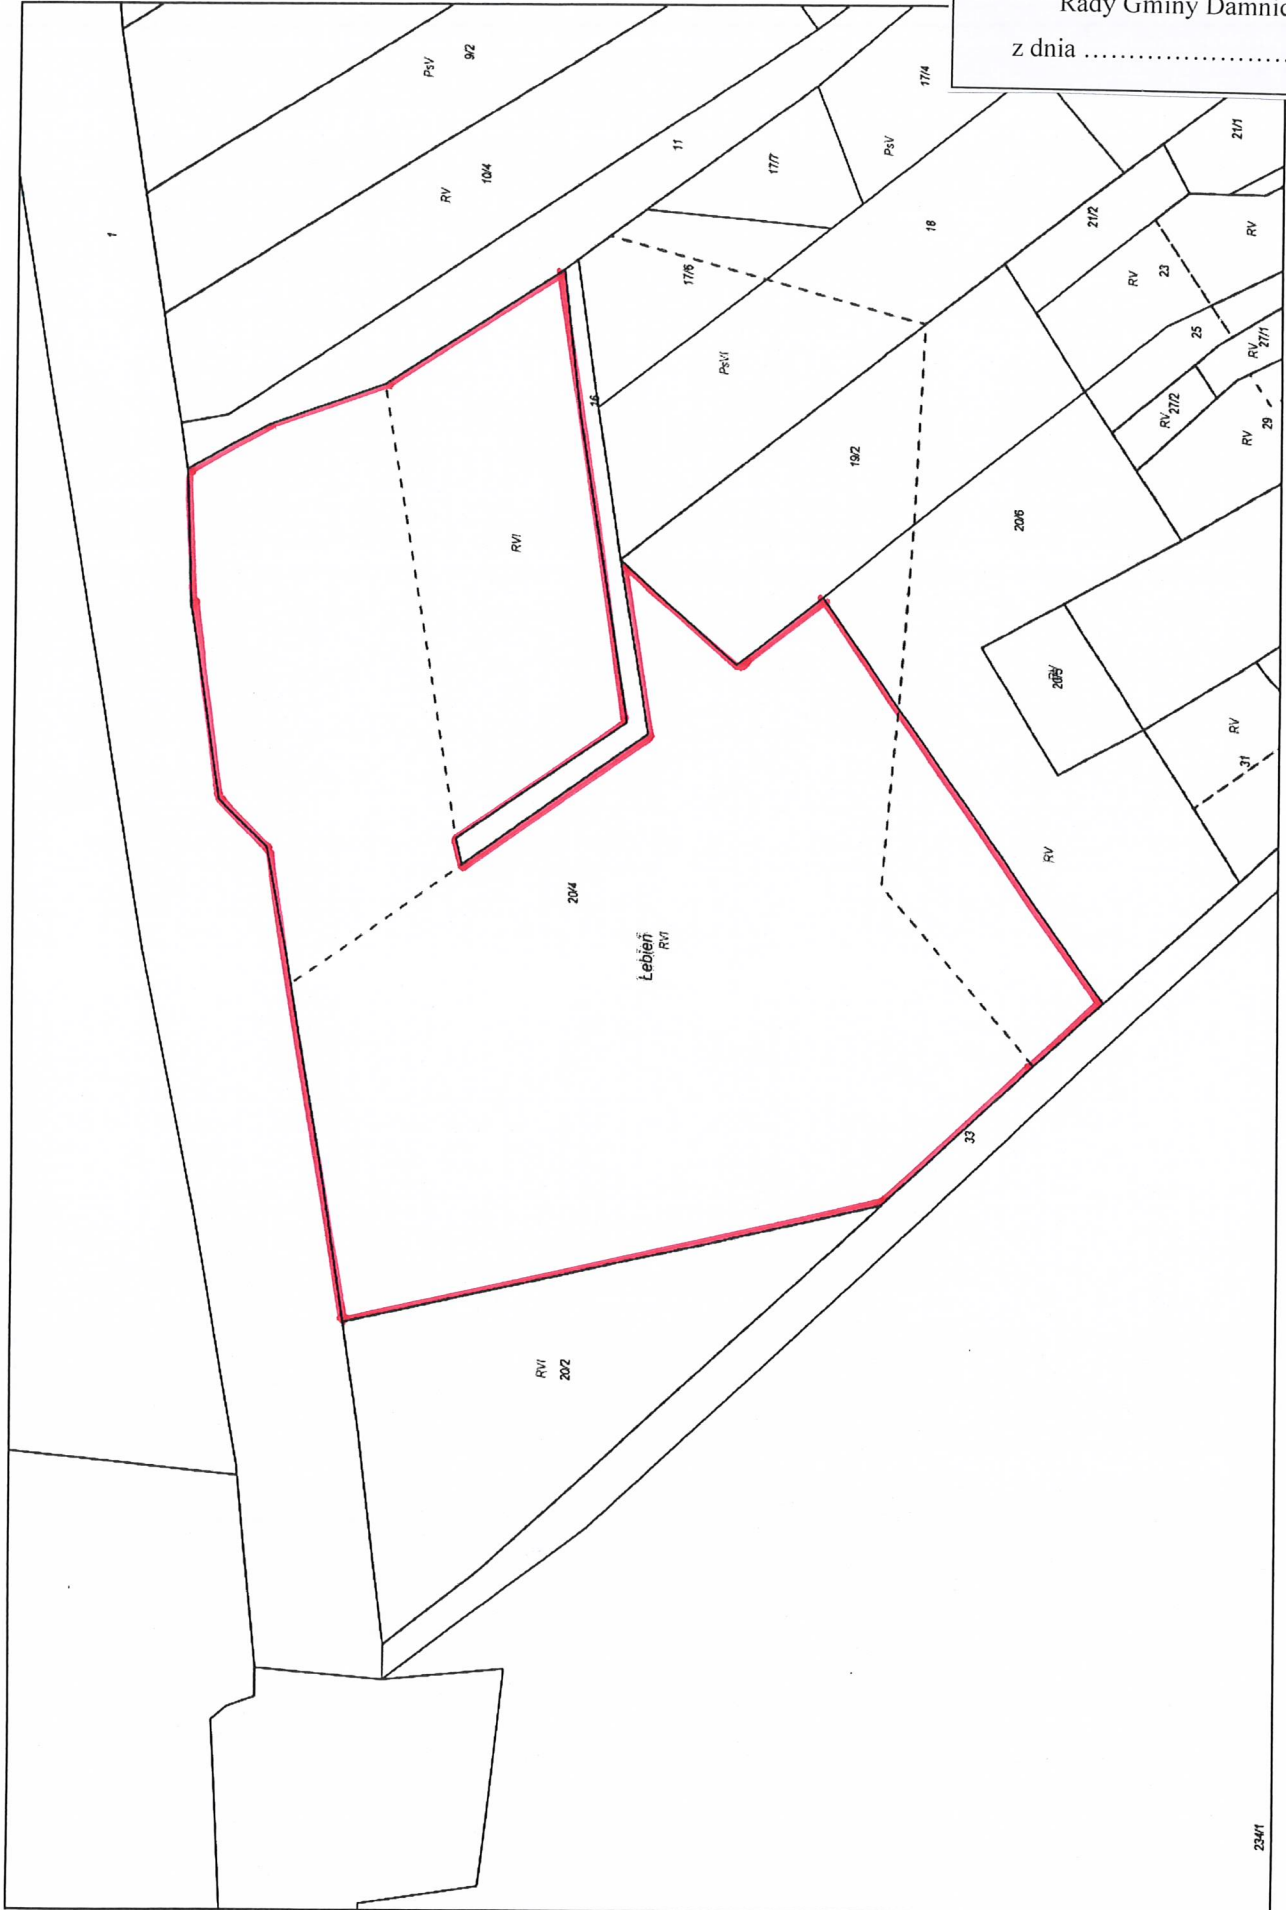 Rady Gminy Damnic
z dnia ........................
9/2
PsV
17/4
21/1
11
PsV
17/7
10/4
RV
1
18
21/2
RV
23
RV
17/6
25
RV
27/1
PsVI
16
RV
27/2
29
RV
19/2
20/6
RVI
20/5
RV
31
RV
20/4
Łebień
RVI
33
RVI
20/2
234/1